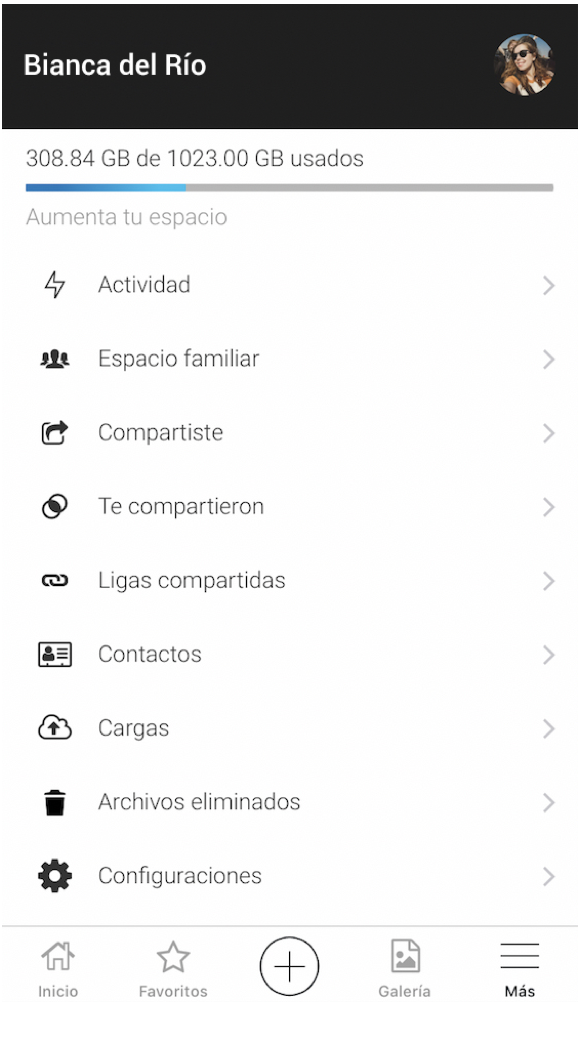 Bianca del Río
308.84 GB de 1023.00 GB usados
Aumenta tu espacio
Actividad
Espacio familiar
Compartiste
Te compartieron
Ligas compartidas
Contactos
Cargas
Archivos eliminados
Configuraciones
Inicio Favoritos Galería Más